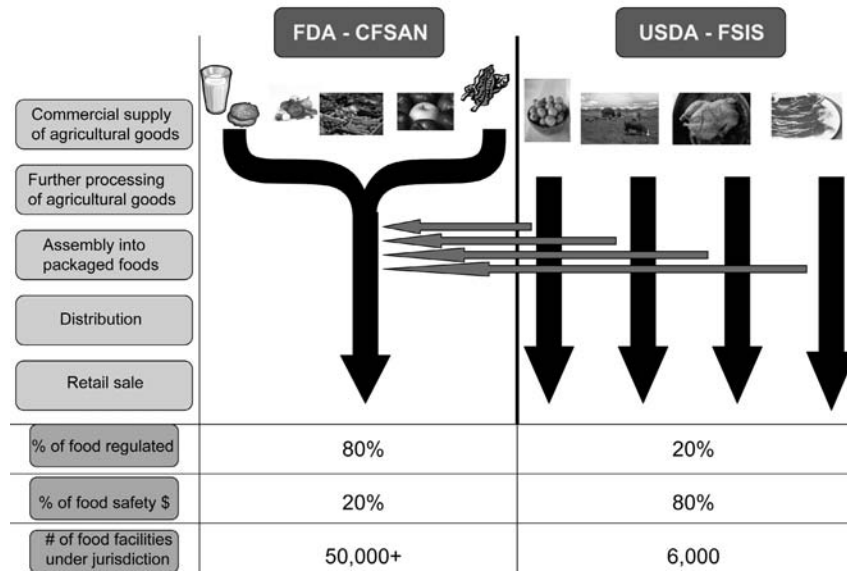 FDA - CFSAN
USDA - FSIS
Commercial supply
of agricultural goods
Further processing
of agricultural goods
Assembly into
packaged foods
Distribution
Retail sale
% of food regulated
80%
20%
% of food safety $
20%
80%
# of food facilities
under jurisdiction
50,000+
6,000